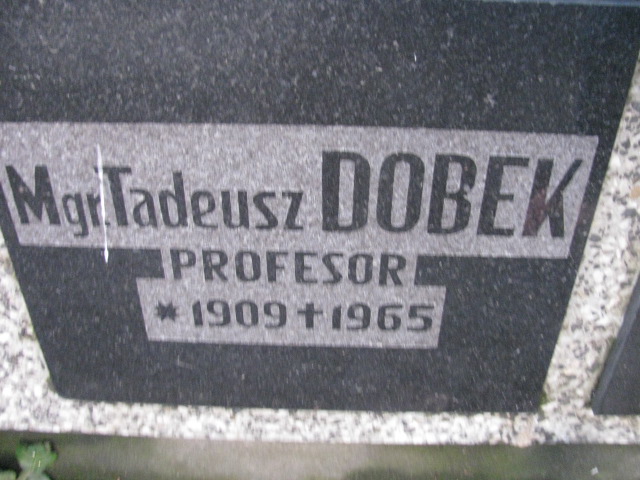 Mgr. Tadeusz DOBEK
PROFESOR
* 1909 † 1965